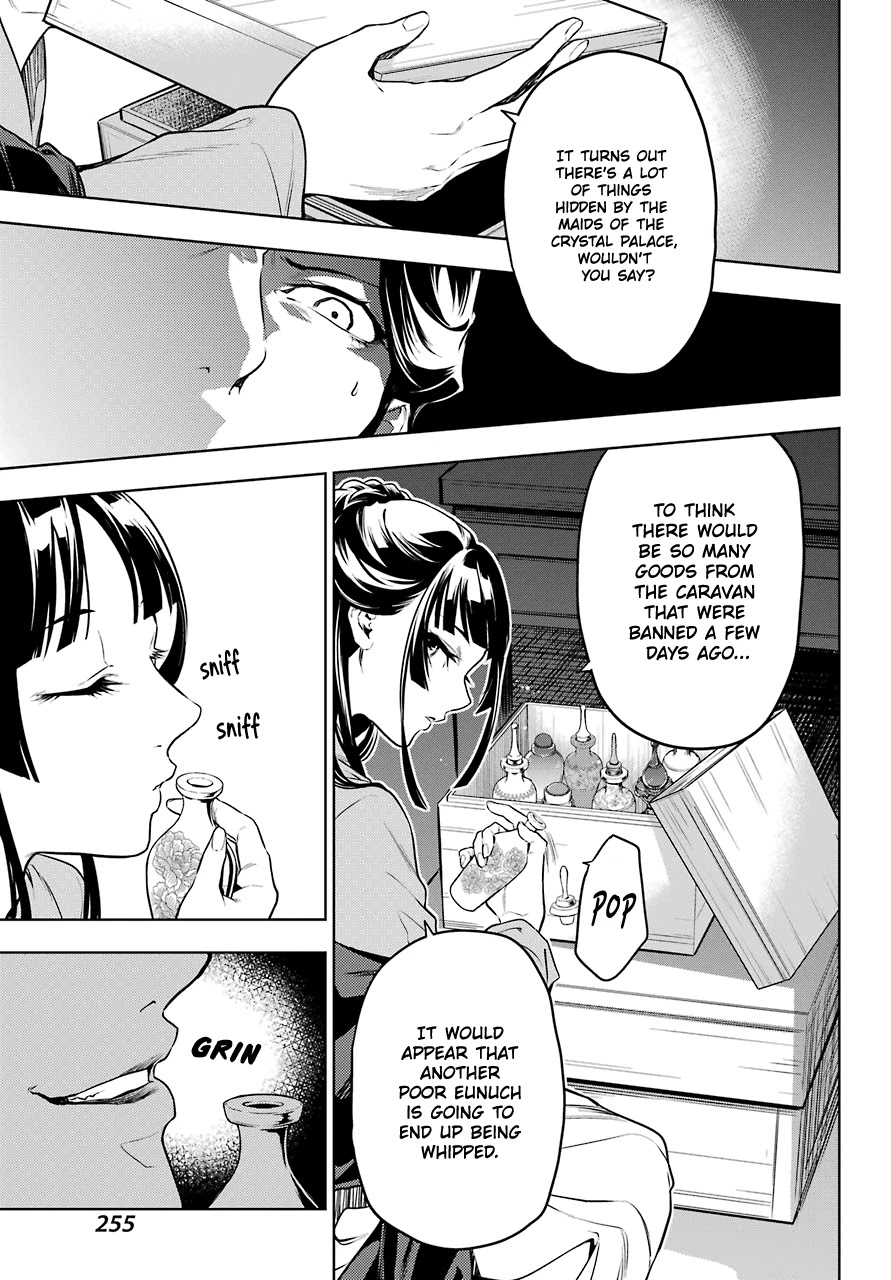 IT TURNS OUT
THERE'S A LOT
OF THINGS
HIDDEN BY THE
MAIDS OF THE
CRYSTAL PALACE,
WOULDN'T
YOU SAY?
TO THINK
THERE WOULD
BE SO MANY
GOODS FROM
THE CARAVAN
THAT WERE
BANNED A FEW
DAYS AGO...
POP
IT WOULD
APPEAR THAT
ANOTHER
POOR EUNUCH
IS GOING TO
END UP BEING
WHIPPED.
sniff
sniff
GRIN
255